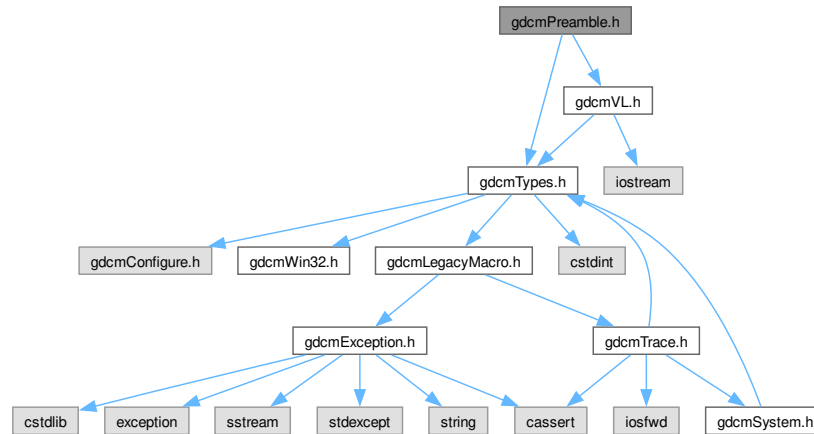 gdcmPreamble.h
gdcmVL.h
gdcmTypes.h
iostream
gdcmConfigure.h
gdcmWin32.h
gdcmLegacyMacro.h
cstdint
gdcmException.h
gdcmTrace.h
cstdlib
exception
sstream
stdexcept
string
cassert
iosfwd
gdcmSystem.h